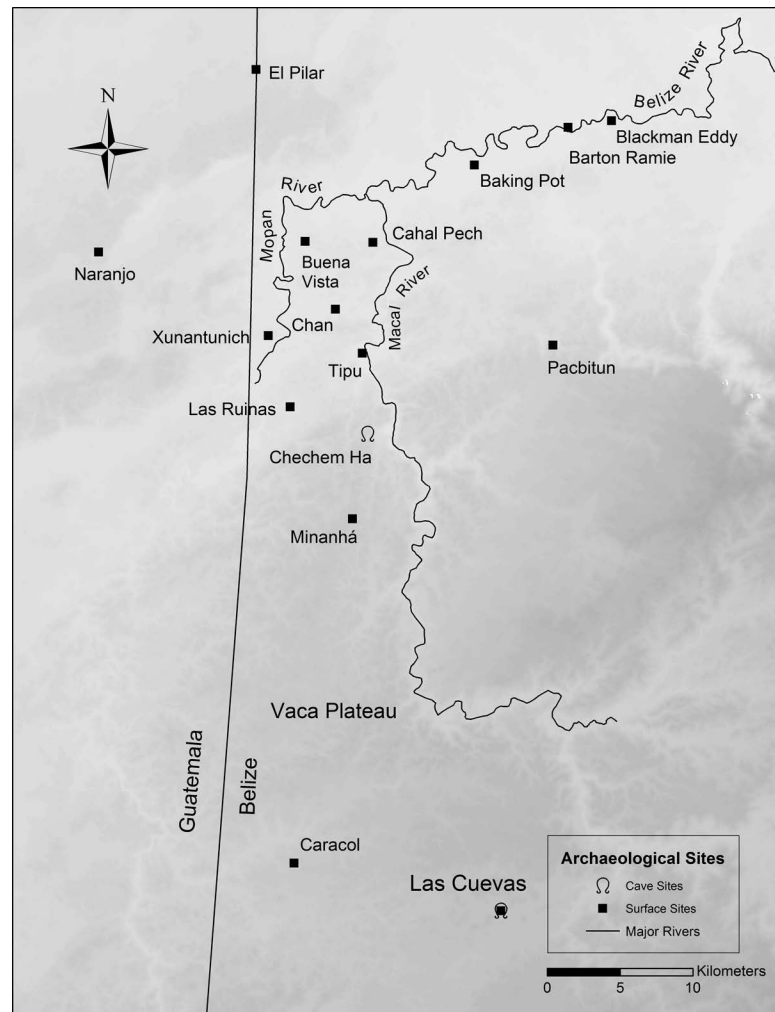 El Pilar
N
Belize River
Blackman Eddy
Barton Ramie
Baking Pot
River
Mopan
Cahal Pech
Naranjo
Buena
Vista
Macal River
Chan
Xunantunich
Tipu
Pacbitun
Las Ruinas
Chechem Ha
Minanhá
Vaca Plateau
Guatemala
Belize
Caracol
Las Cuevas
Archaeological Sites
Cave Sites
Surface Sites
Major Rivers
Kilometers
0 5 10